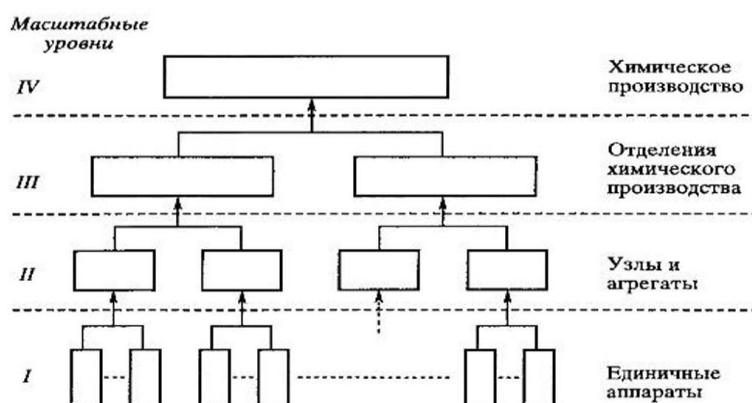 Масштабные
уровни
IV
Химическое
производство
III
Отделения
химического
производства
II
Узлы и
агрегаты
I
Единичные
аппараты